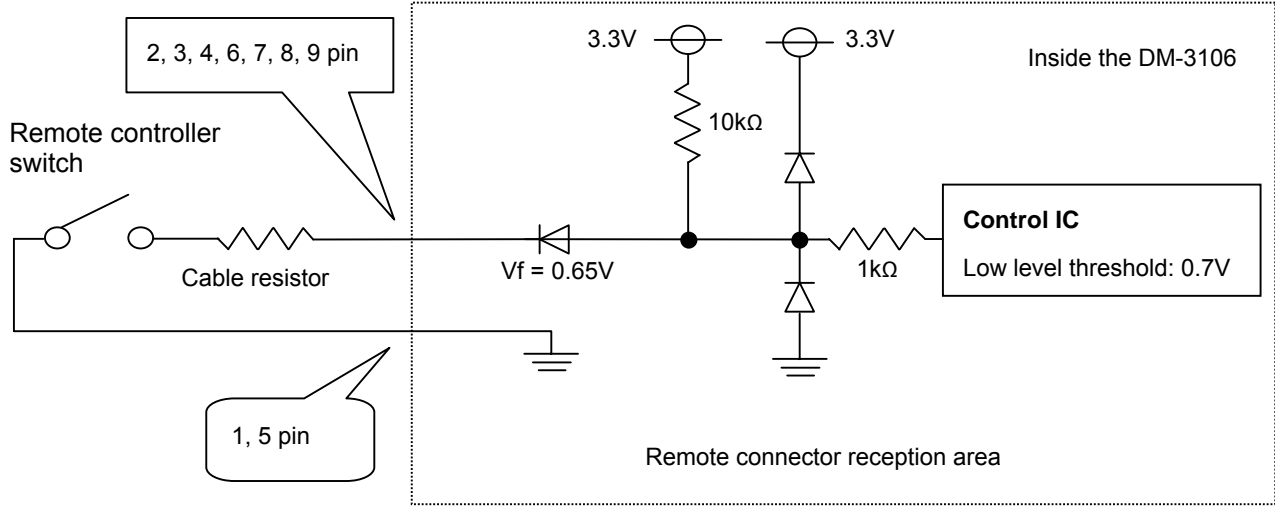 2, 3, 4, 6, 7, 8, 9 pin
3.3V
3.3V
Inside the DM-3106
Remote controller
switch
10kΩ
Control IC
Low level threshold: 0.7V
Cable resistor
Vf = 0.65V
1kΩ
1, 5 pin
Remote connector reception area